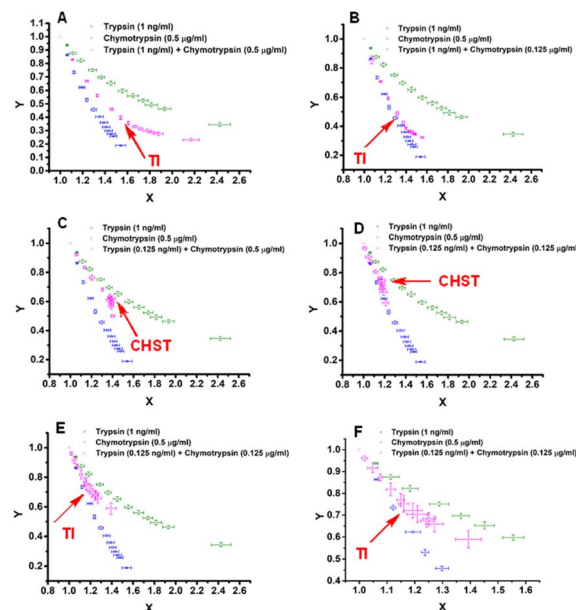 A
Trypsin (1 ng/ml)
Chymotrypsin (0.5 µg/ml)
Trypsin (1 ng/ml) + Chymotrypsin (0.5 µg/ml)
1.0
0.9
0.8
0.7
0.6
0.5
0.4
0.3
0.2
0.1
0.0
Y
TI
1.0 1.2 1.4 1.6 1.8 2.0 2.2 2.4 2.6
X
B
Trypsin (1 ng/ml)
Chymotrypsin (0.5 µg/ml)
Trypsin (1 ng/ml) + Chymotrypsin (0.125 µg/ml)
1.0
0.8
0.6
0.4
0.2
Y
TI
0.8 1.0 1.2 1.4 1.6 1.8 2.0 2.2 2.4 2.6
X
C
Trypsin (1 ng/ml)
Chymotrypsin (0.5 µg/ml)
Trypsin (0.125 ng/ml) + Chymotrypsin (0.5 µg/ml)
1.0
0.8
0.6
0.4
0.2
Y
CHST
0.8 1.0 1.2 1.4 1.6 1.8 2.0 2.2 2.4 2.6
X
D
Trypsin (1 ng/ml)
Chymotrypsin (0.5 µg/ml)
Trypsin (0.125 ng/ml) + Chymotrypsin (0.125 µg/ml)
1.0
0.8
0.6
0.4
0.2
Y
CHST
0.8 1.0 1.2 1.4 1.6 1.8 2.0 2.2 2.4 2.6
X
E
Trypsin (1 ng/ml)
Chymotrypsin (0.5 µg/ml)
Trypsin (0.125 ng/ml) + Chymotrypsin (0.125 µg/ml)
1.0
0.9
0.8
0.7
0.6
0.5
0.4
0.3
0.2
Y
TI
0.8 1.0 1.2 1.4 1.6 1.8 2.0 2.2 2.4 2.6
X
F
Trypsin (1 ng/ml)
Chymotrypsin (0.5 µg/ml)
Trypsin (0.125 ng/ml) + Chymotrypsin (0.125 µg/ml)
1.0
0.9
0.8
0.7
0.6
0.5
0.4
Y
TI
1.0 1.1 1.2 1.3 1.4 1.5 1.6
X